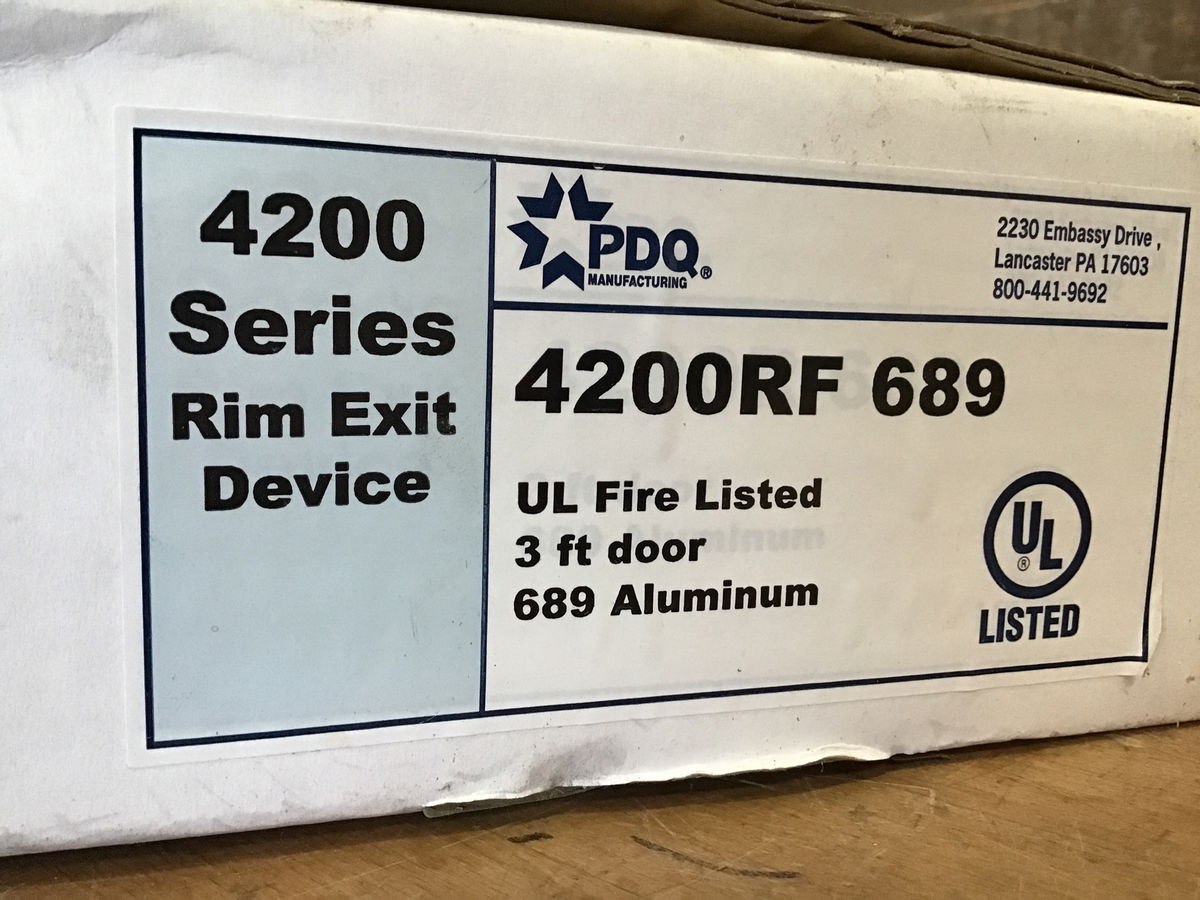 4200
Series
Rim Exit
Device
PDQ®
MANUFACTURING
2230 Embassy Drive ,
Lancaster PA 17603
800-441-9692
4200RF 689
UL Fire Listed
3 ft door
689 Aluminum
UL®
LISTED